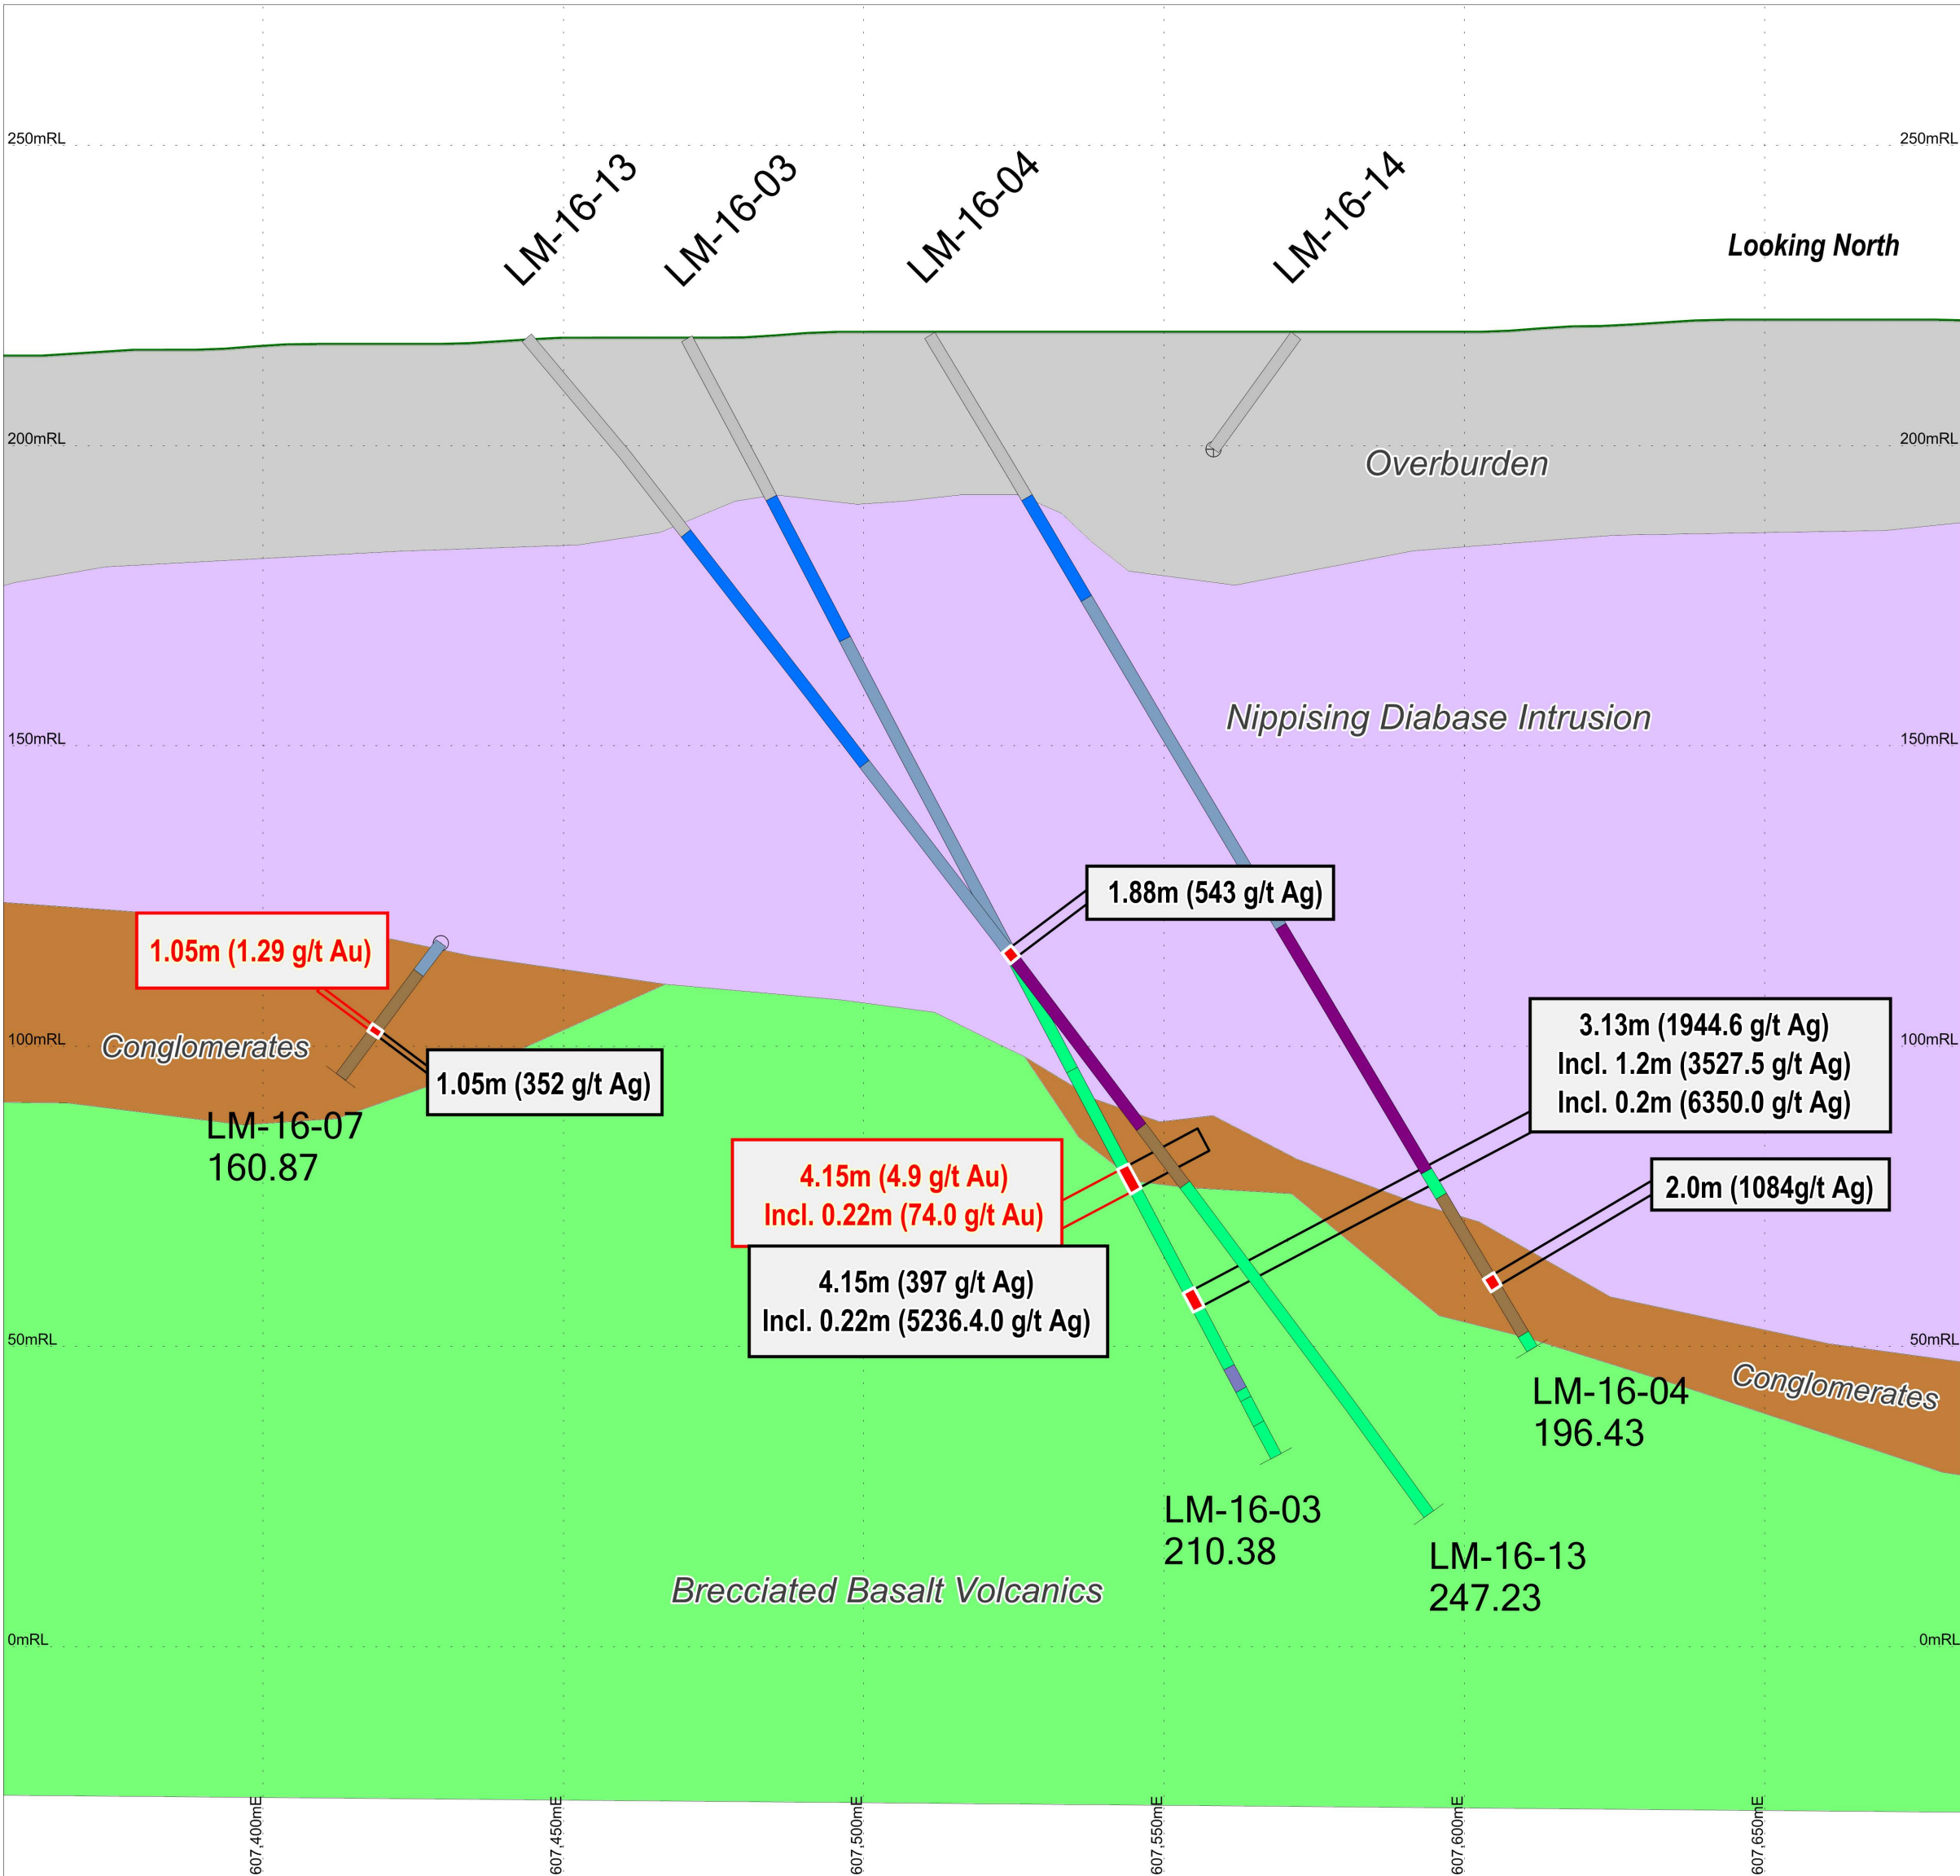 250mRL
250mRL
LM-16-13
LM-16-03
LM-16-04
LM-16-14
Looking North
200mRL
200mRL
Overburden
Nippising Diabase Intrusion
150mRL
150mRL
1.88m (543 g/t Ag)
1.05m (1.29 g/t Au)
100mRL
100mRL
Conglomerates
1.05m (352 g/t Ag)
3.13m (1944.6 g/t Ag)
Incl. 1.2m (3527.5 g/t Ag)
Incl. 0.2m (6350.0 g/t Ag)
LM-16-07
160.87
4.15m (4.9 g/t Au)
Incl. 0.22m (74.0 g/t Au)
2.0m (1084g/t Ag)
4.15m (397 g/t Ag)
Incl. 0.22m (5236.4.0 g/t Ag)
50mRL
50mRL
LM-16-04
196.43
Conglomerates
LM-16-03
210.38
LM-16-13
247.23
Brecciated Basalt Volcanics
0mRL
0mRL
607,400mE
607,450mE
607,500mE
607,550mE
607,600mE
607,650mE